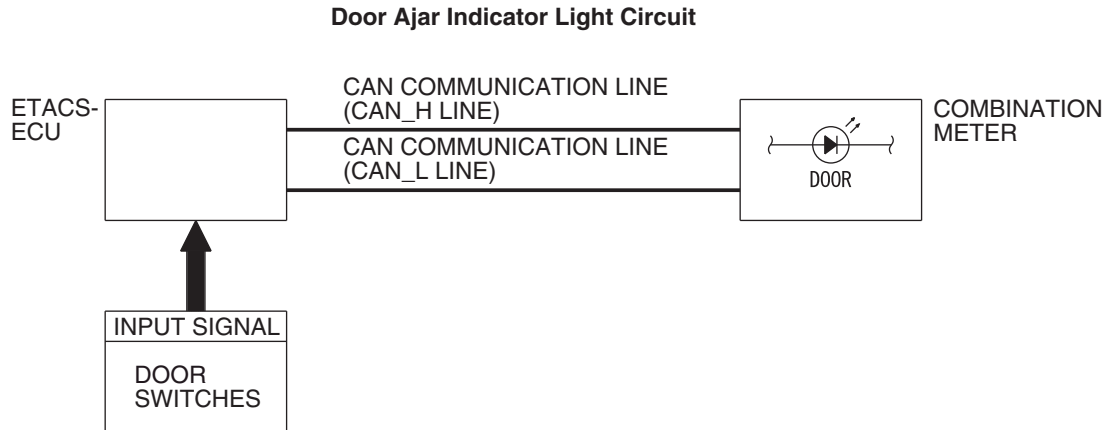 Door Ajar Indicator Light Circuit
ETACS-
ECU
CAN COMMUNICATION LINE
(CAN_H LINE)
CAN COMMUNICATION LINE
(CAN_L LINE)
DOOR
COMBINATION
METER
INPUT SIGNAL
DOOR
SWITCHES